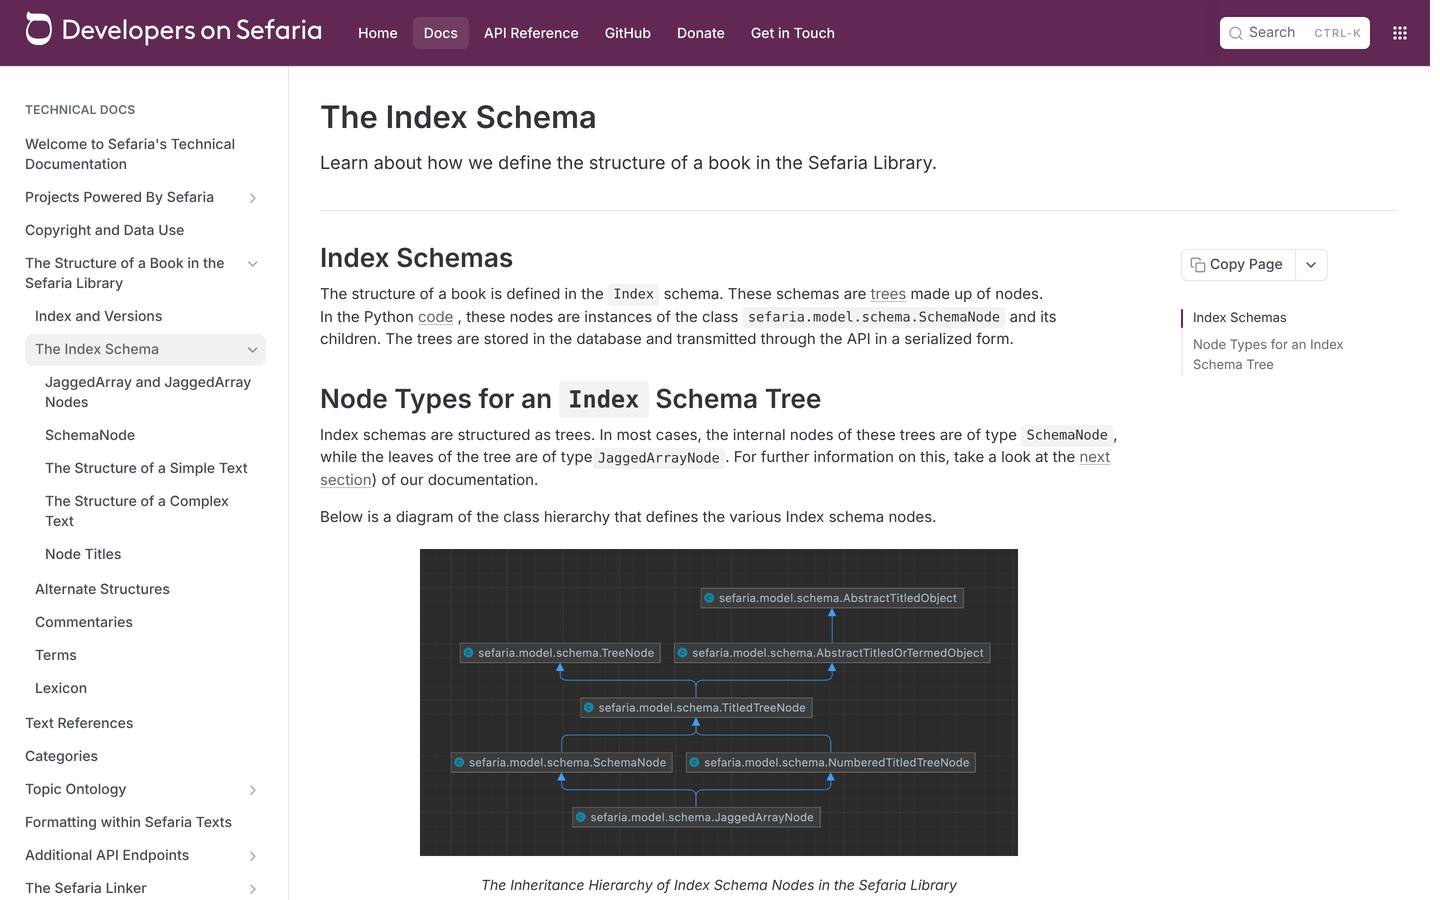 Developers on Sefaria
Home
Docs
API Reference
GitHub
Donate
Get in Touch
Search
CTRL-K
TECHNICAL DOCS
Welcome to Sefaria's Technical
Documentation
Projects Powered By Sefaria
Copyright and Data Use
The Structure of a Book in the
Sefaria Library
Index and Versions
The Index Schema
JaggedArray and JaggedArray
Nodes
SchemaNode
The Structure of a Simple Text
The Structure of a Complex
Text
Node Titles
Alternate Structures
Commentaries
Terms
Lexicon
Text References
Categories
Topic Ontology
Formatting within Sefaria Texts
Additional API Endpoints
The Sefaria Linker
The Index Schema
Learn about how we define the structure of a book in the Sefaria Library.
Index Schemas
The structure of a book is defined in the Index schema. These schemas are trees made up of nodes.
In the Python code , these nodes are instances of the class sefaria.model.schema.SchemaNode and its
children. The trees are stored in the database and transmitted through the API in a serialized form.
Node Types for an Index Schema Tree
Index schemas are structured as trees. In most cases, the internal nodes of these trees are of type SchemaNode ,
while the leaves of the tree are of type JaggedArrayNode . For further information on this, take a look at the next
section) of our documentation.
Below is a diagram of the class hierarchy that defines the various Index schema nodes.
sefaria.model.schema.AbstractTitledObject
sefaria.model.schema.TreeNode
sefaria.model.schema.AbstractTitledOrTermedObject
sefaria.model.schema.TitledTreeNode
sefaria.model.schema.SchemaNode
sefaria.model.schema.NumberedTitledTreeNode
sefaria.model.schema.JaggedArrayNode
The Inheritance Hierarchy of Index Schema Nodes in the Sefaria Library
Copy Page
Index Schemas
Node Types for an Index
Schema Tree